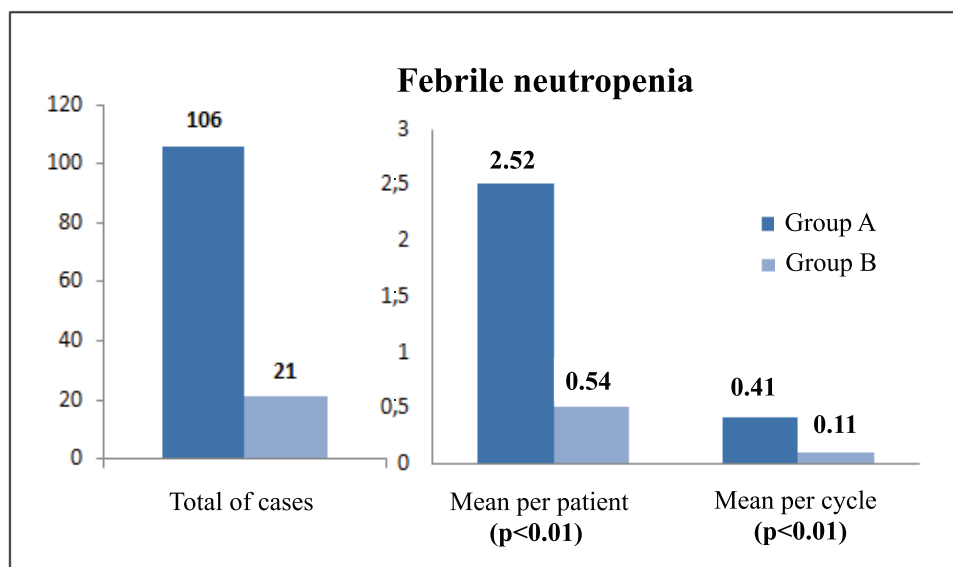 Febrile neutropenia
120
100
80
60
40
20
0
106
21
Total of cases
3
2,5
2
1,5
1
0,5
0
2.52
0.54
0.41
0.11
Mean per patient
(p<0.01)
Mean per cycle
(p<0.01)
Group A
Group B